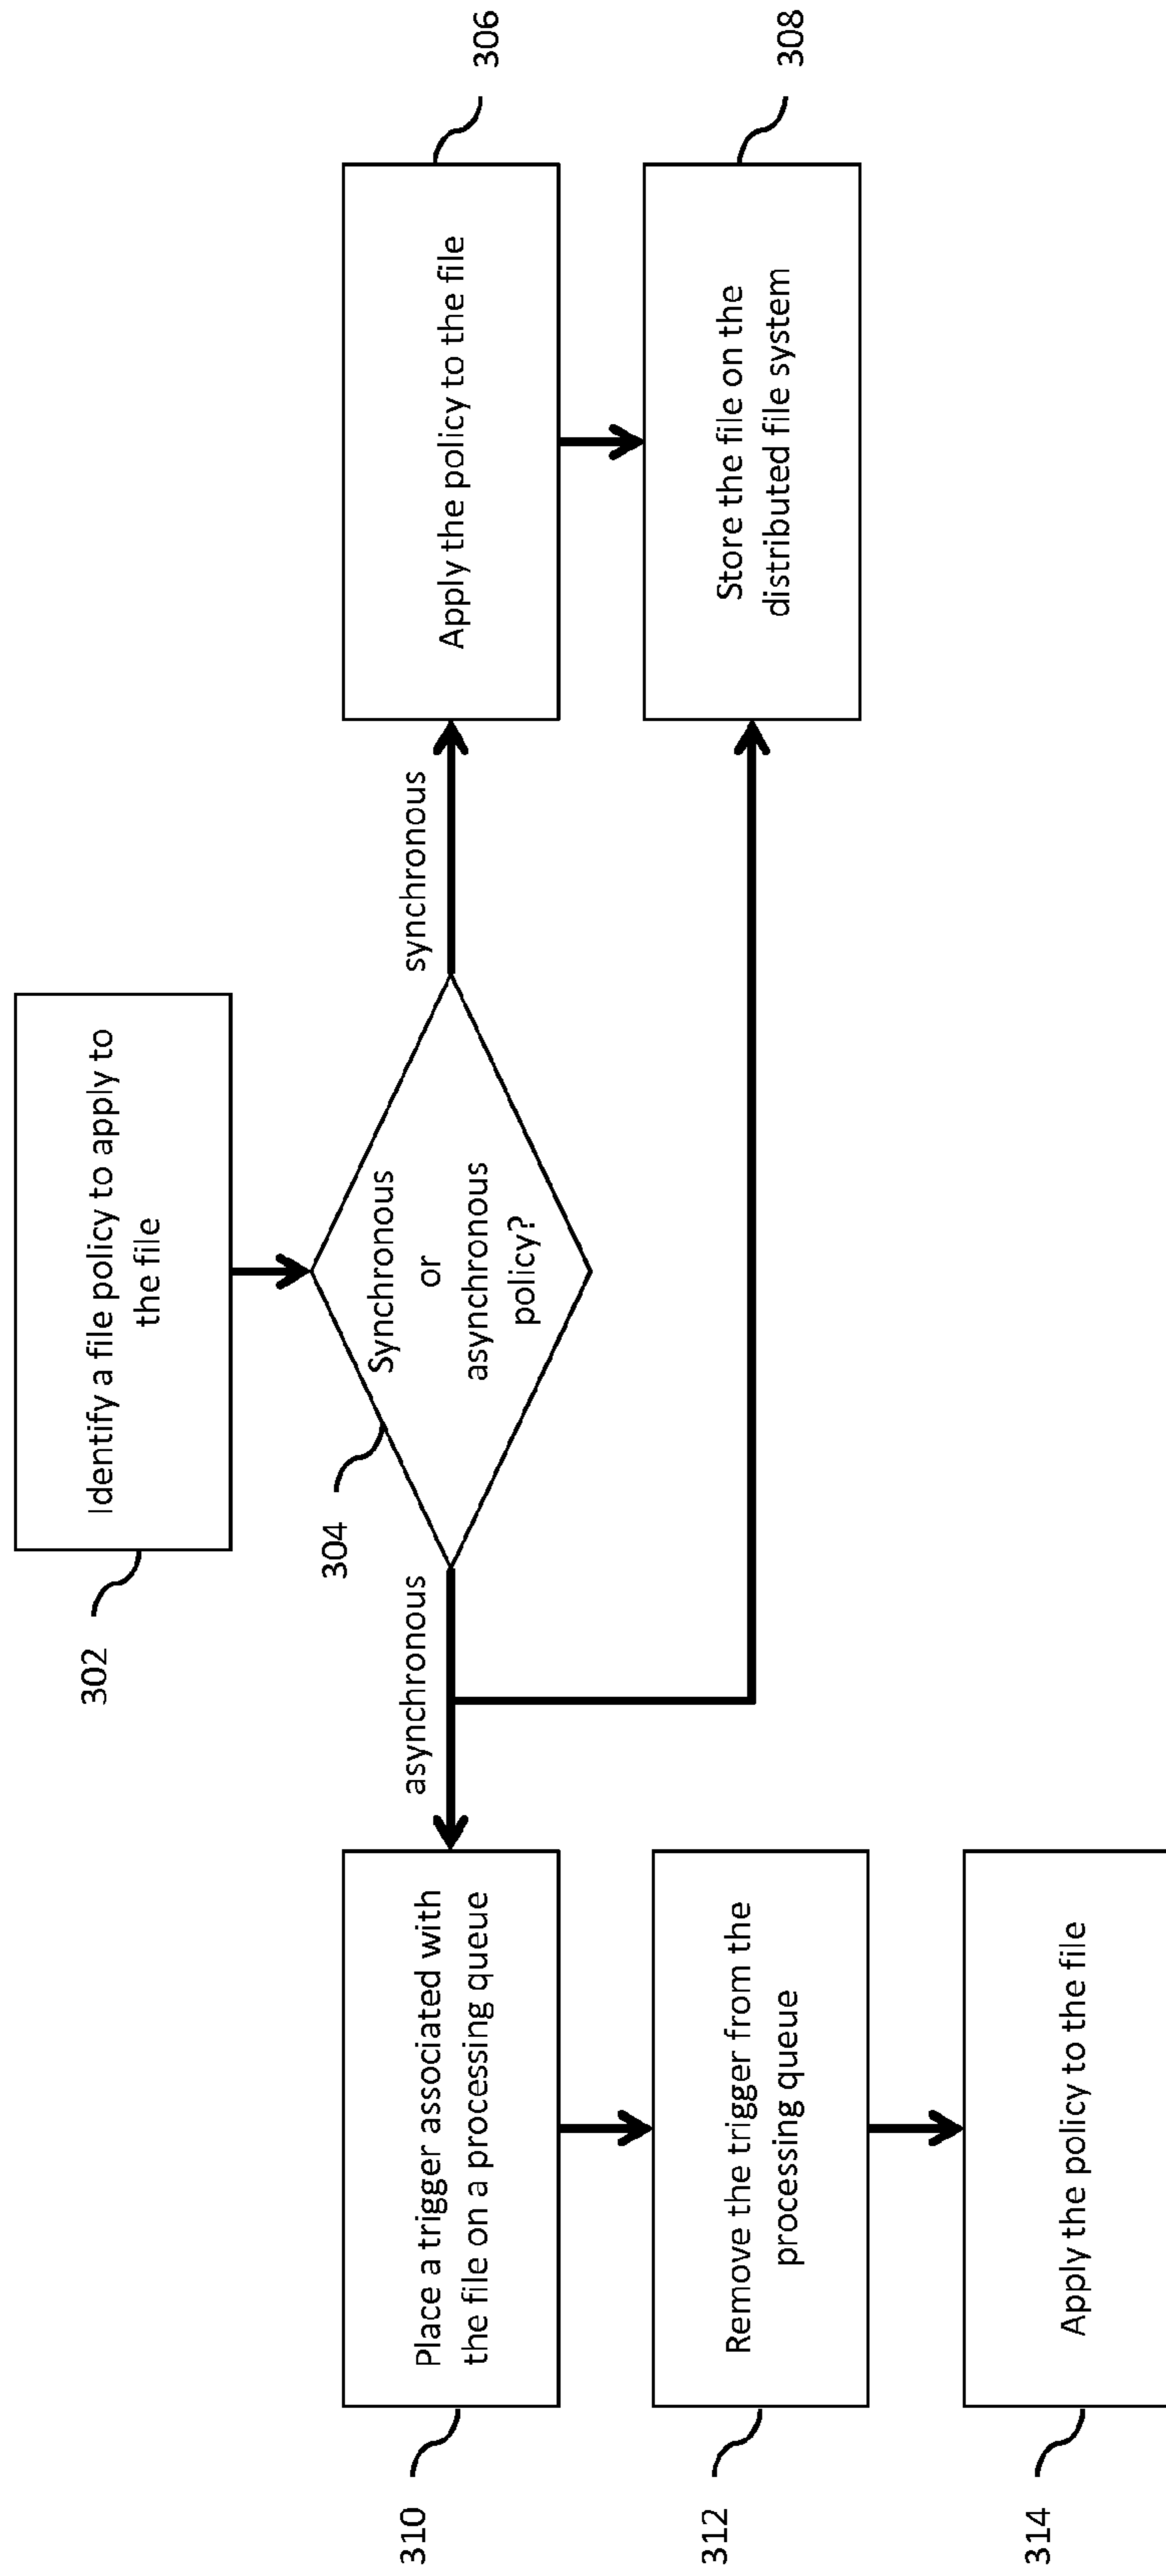 302
Identify a file policy to apply to
the file
304
Synchronous
or
asynchronous
policy?
synchronous
306
Apply the policy to the file
308
Store the file on the
distributed file system
asynchronous
310
Place a trigger associated with
the file on a processing queue
312
Remove the trigger from the
processing queue
314
Apply the policy to the file